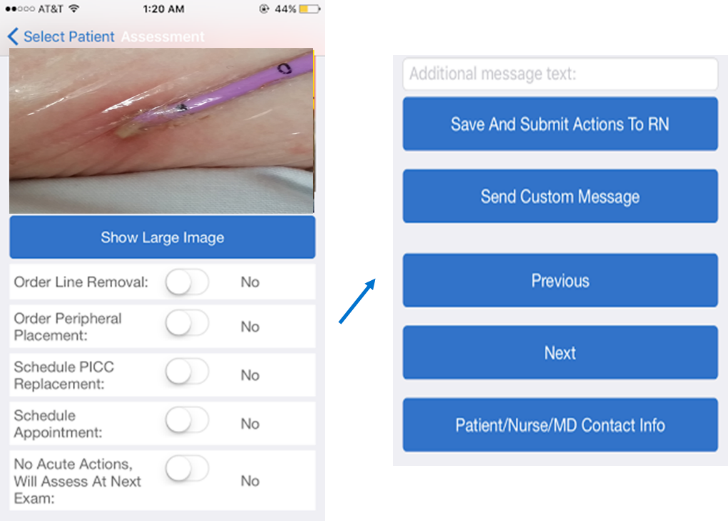 AT&T 1:20 AM 44%
Select Patient Assessment
Show Large Image
Order Line Removal: No
Order Peripheral
Placement: No
Schedule PICC
Replacement: No
Schedule
Appointment: No
No Acute Actions,
Will Assess At Next
Exam: No
Additional message text:
Save And Submit Actions To RN
Send Custom Message
Previous
Next
Patient/Nurse/MD Contact Info